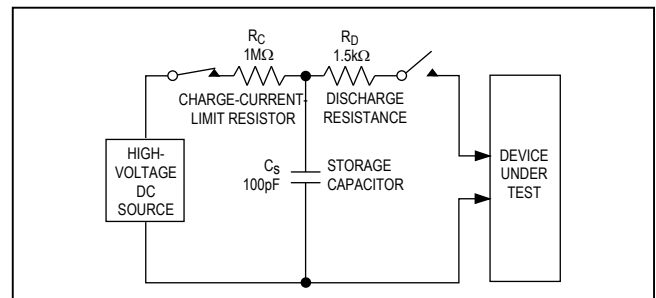 R_C
1MΩ
R_D
1.5kΩ
CHARGE-CURRENT-
LIMIT RESISTOR
DISCHARGE
RESISTANCE
HIGH-
VOLTAGE
DC
SOURCE
C_S
100pF
STORAGE
CAPACITOR
DEVICE
UNDER
TEST